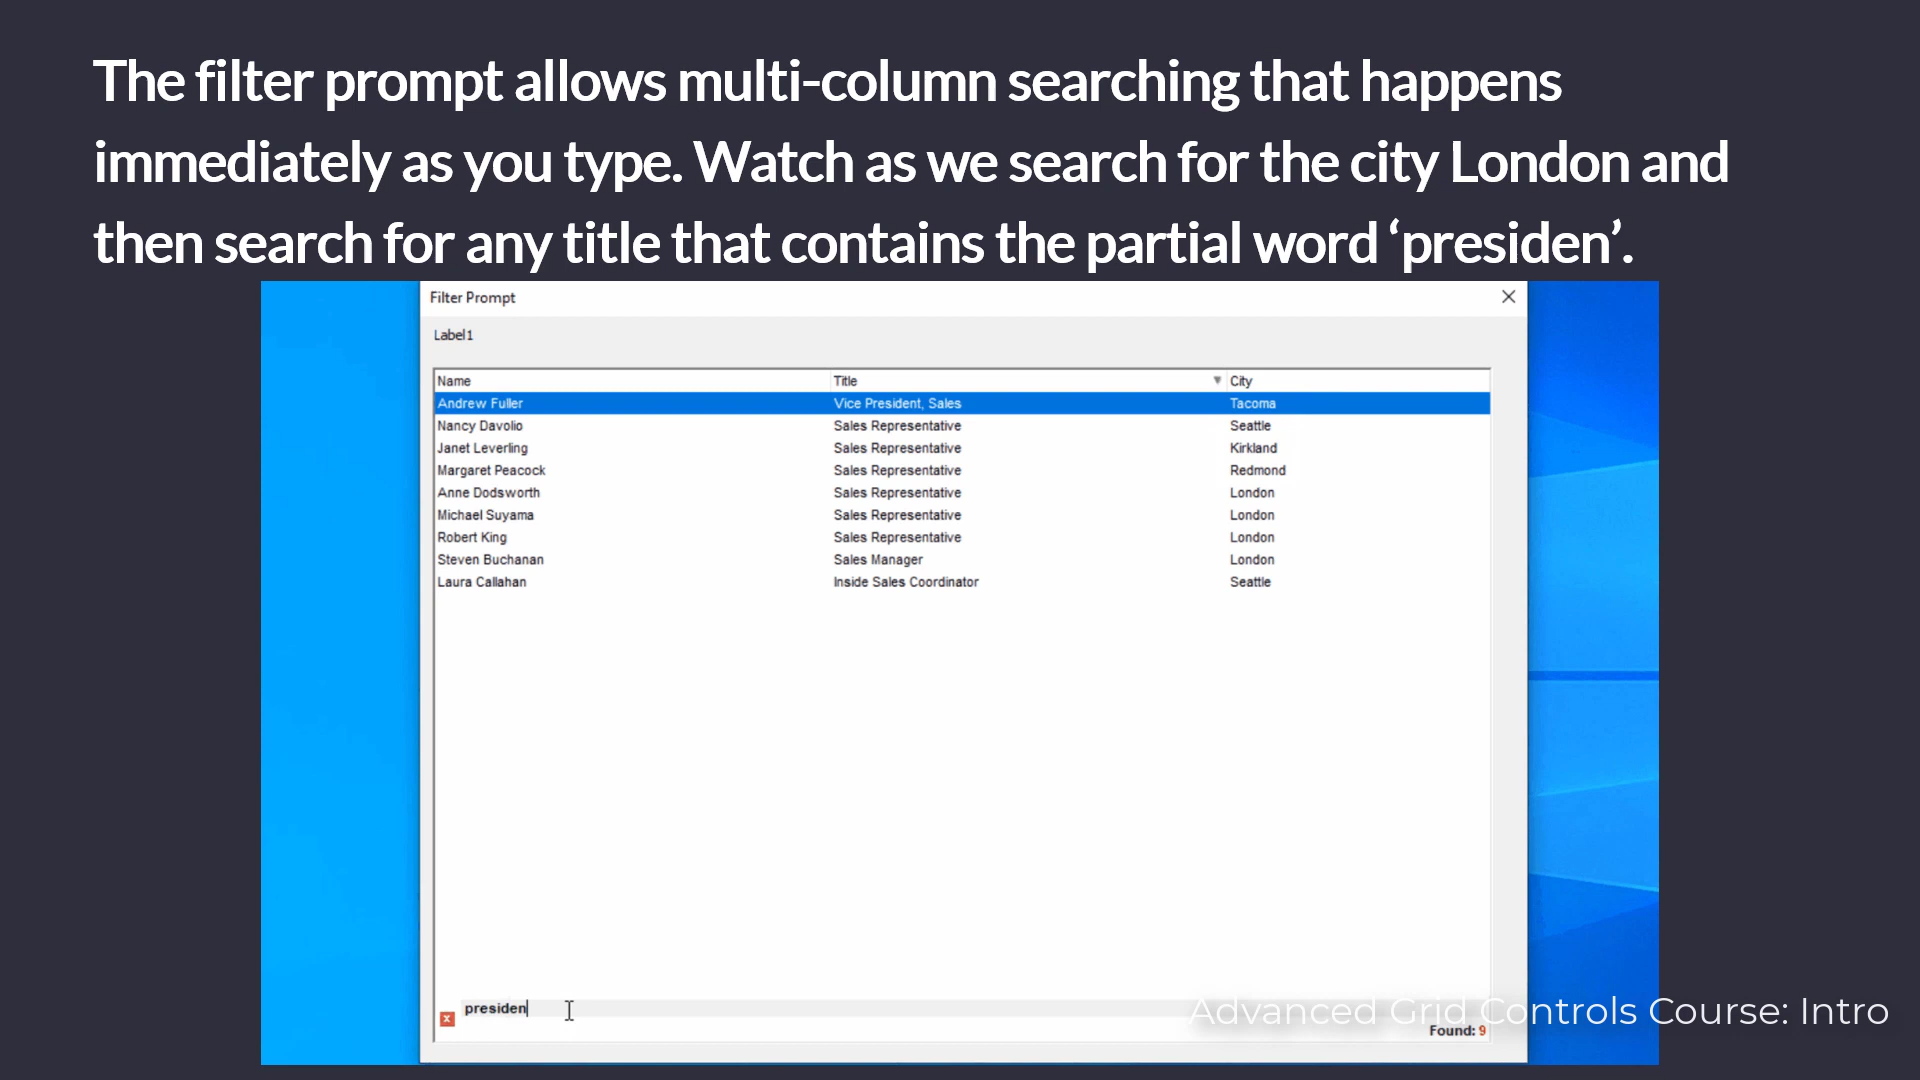 The filter prompt allows multi-column searching that happens
immediately as you type. Watch as we search for the city London and
then search for any title that contains the partial word ‘presiden’.
Filter Prompt
Label1
Name Title City
Andrew Fuller Vice President, Sales Tacoma
Nancy Davolio Sales Representative Seattle
Janet Leverling Sales Representative Kirkland
Margaret Peacock Sales Representative Redmond
Anne Dodsworth Sales Representative London
Michael Suyama Sales Representative London
Robert King Sales Representative London
Steven Buchanan Sales Manager London
Laura Callahan Inside Sales Coordinator Seattle
presiden
Advanced Grid Controls Course: Intro
Found: 9